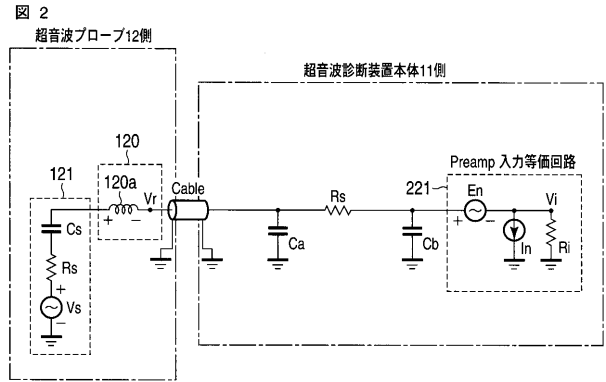 図 2
超音波プローブ12側
超音波診断装置本体11側
120
121
120a
Vr
Cable
+
−
Cs
Rs
+
Vs
−
Ca
Rs
Cb
Preamp 入力等価回路
221
En
+
−
Vi
In
Ri